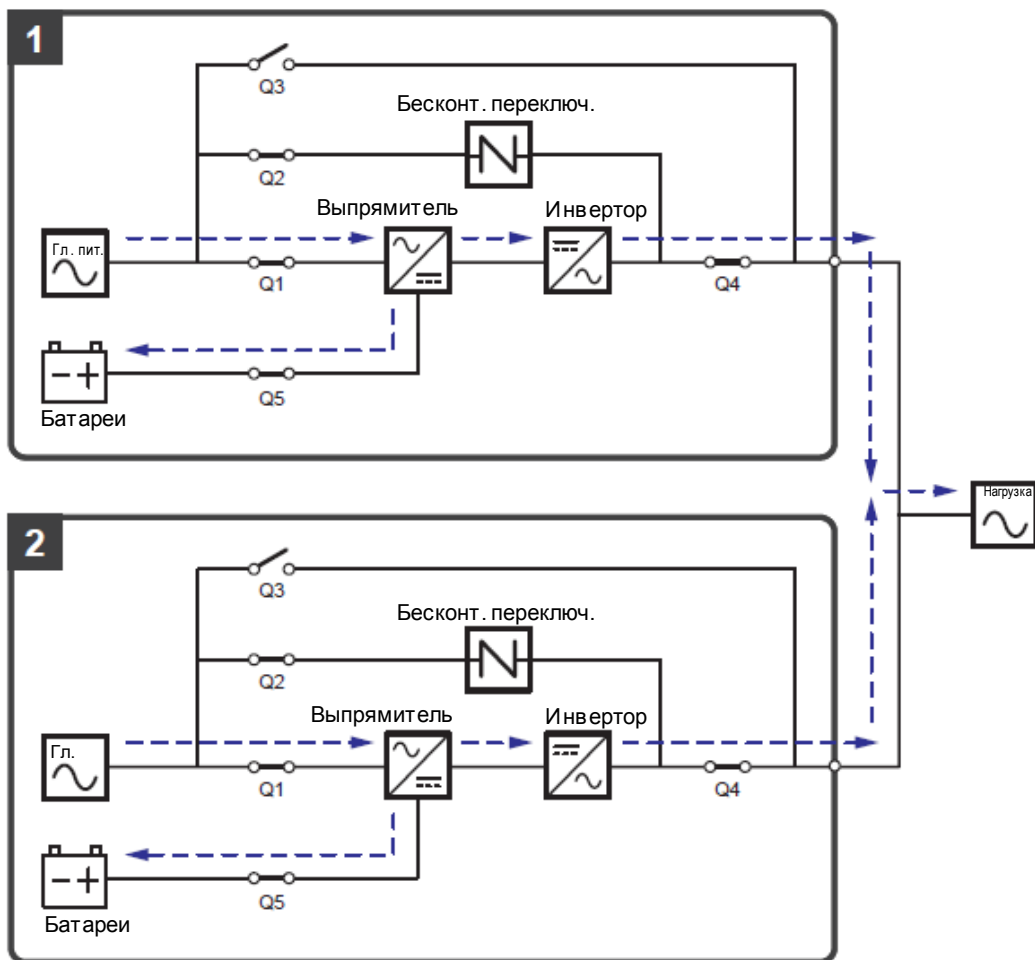 1
Q3
Бесконт. переключ.
Q2
Выпрямитель
Инвертор
Гл. пит.
Q1
Q4
Q5
Батареи
Нагрузка
2
Q3
Бесконт. переключ.
Q2
Выпрямитель
Инвертор
Гл.
Q1
Q4
Q5
Батареи